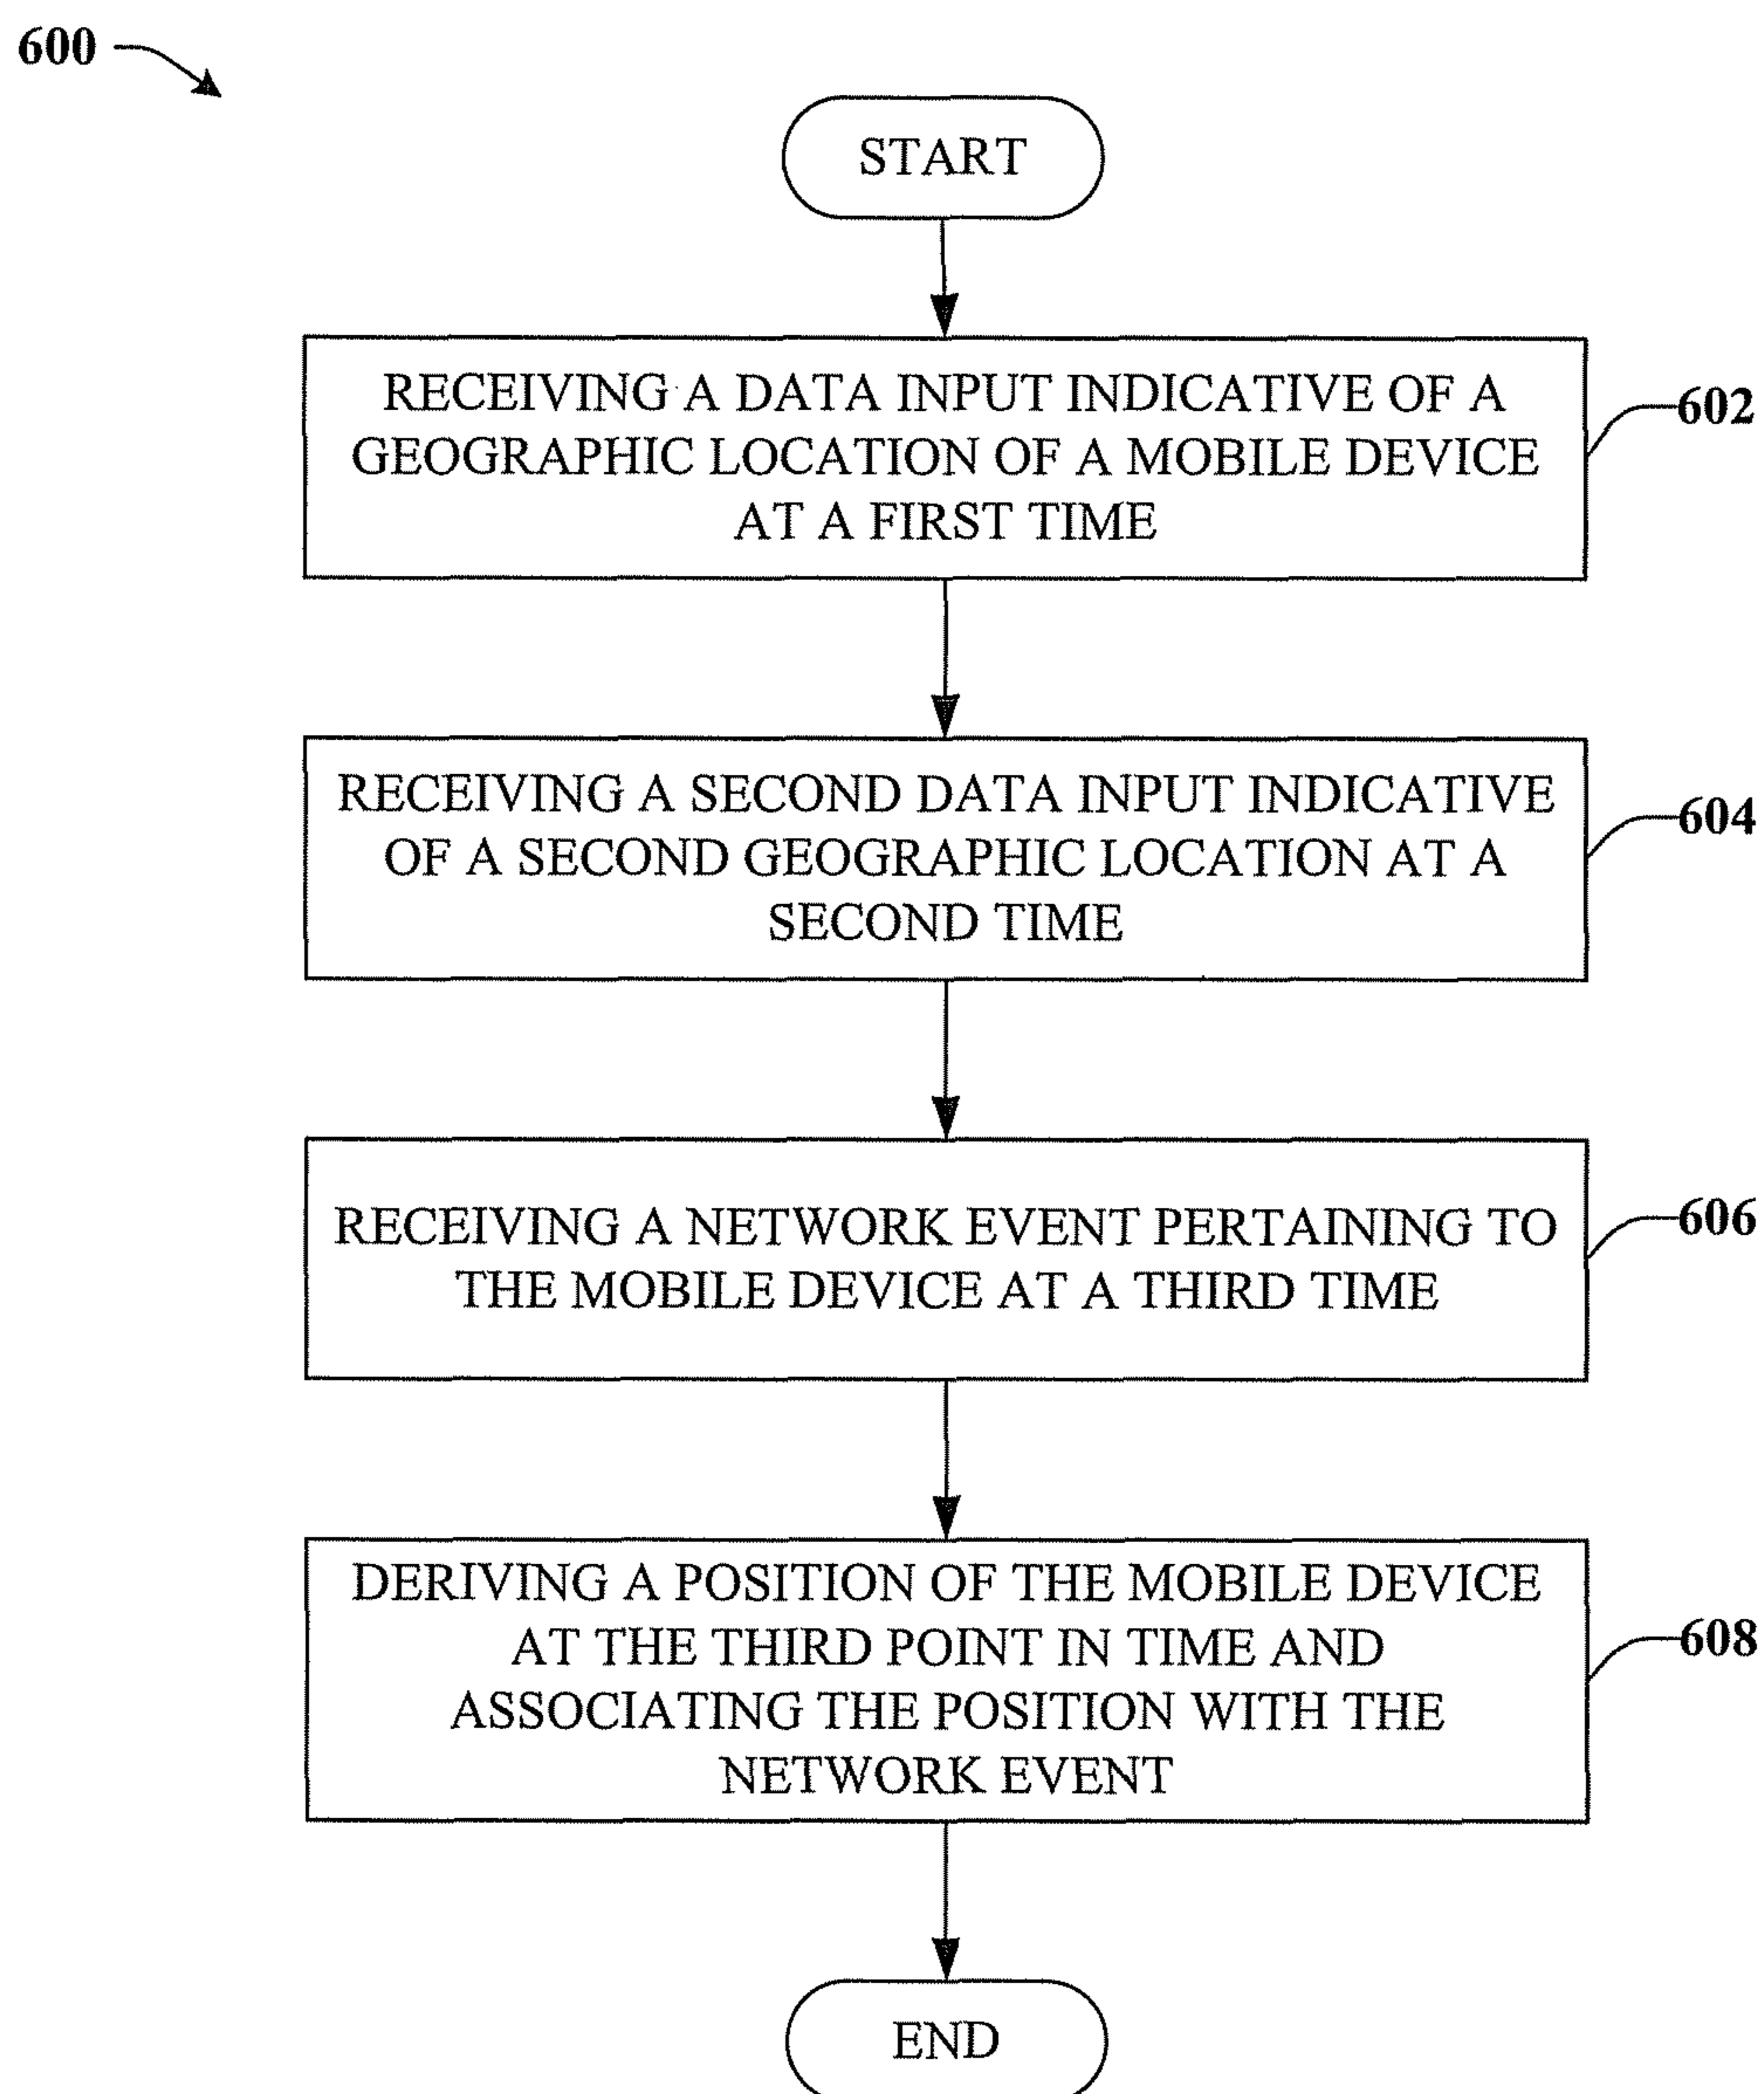 600
START
RECEIVING A DATA INPUT INDICATIVE OF A
GEOGRAPHIC LOCATION OF A MOBILE DEVICE
AT A FIRST TIME
602
RECEIVING A SECOND DATA INPUT INDICATIVE
OF A SECOND GEOGRAPHIC LOCATION AT A
SECOND TIME
604
RECEIVING A NETWORK EVENT PERTAINING TO
THE MOBILE DEVICE AT A THIRD TIME
606
DERIVING A POSITION OF THE MOBILE DEVICE
AT THE THIRD POINT IN TIME AND
ASSOCIATING THE POSITION WITH THE
NETWORK EVENT
608
END